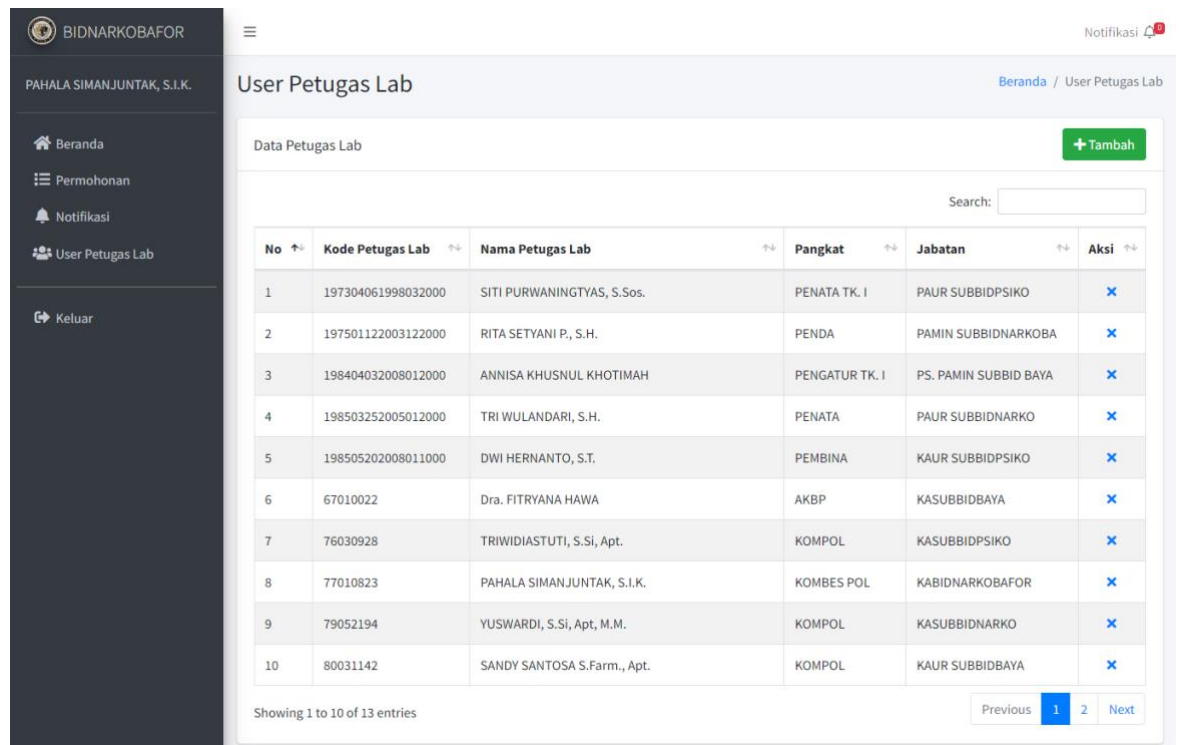 BIDNARKOBAFOR
Notifikasi 0
PAHALA SIMANJUNTAK, S.I.K.
User Petugas Lab
Beranda / User Petugas Lab
Beranda
Permohonan
Notifikasi
User Petugas Lab
Keluar
Data Petugas Lab
+ Tambah
Search:
No Kode Petugas Lab Nama Petugas Lab Pangkat Jabatan Aksi
1 197304061998032000 SITI PURWANINGTYAS, S.Sos. PENATA TK. I PAUR SUBBIDPSIKO
2 197501122003122000 RITA SETYANI P., S.H. PENDA PAMIN SUBBIDNARKOBA
3 198404032008012000 ANNISA KHUSNUL KHOTIMAH PENGATUR TK. I PS. PAMIN SUBBID BAYA
4 198503252005012000 TRI WULANDARI, S.H. PENATA PAUR SUBBIDNARKO
5 198505202008011000 DWI HERNANTO, S.T. PEMBINA KAUR SUBBIDPSIKO
6 67010022 Dra. FITRYANA HAWA AKBP KASUBBIDBAYA
7 76030928 TRIWIDIASTUTI, S.Si, Apt. KOMPOL KASUBBIDPSIKO
8 77010823 PAHALA SIMANJUNTAK, S.I.K. KOMBES POL KABIDNARKOBAFOR
9 79052194 YUSWARDI, S.Si, Apt, M.M. KOMPOL KASUBBIDNARKO
10 80031142 SANDY SANTOSA S.Farm., Apt. KOMPOL KAUR SUBBIDBAYA
Showing 1 to 10 of 13 entries
Previous 1 2 Next